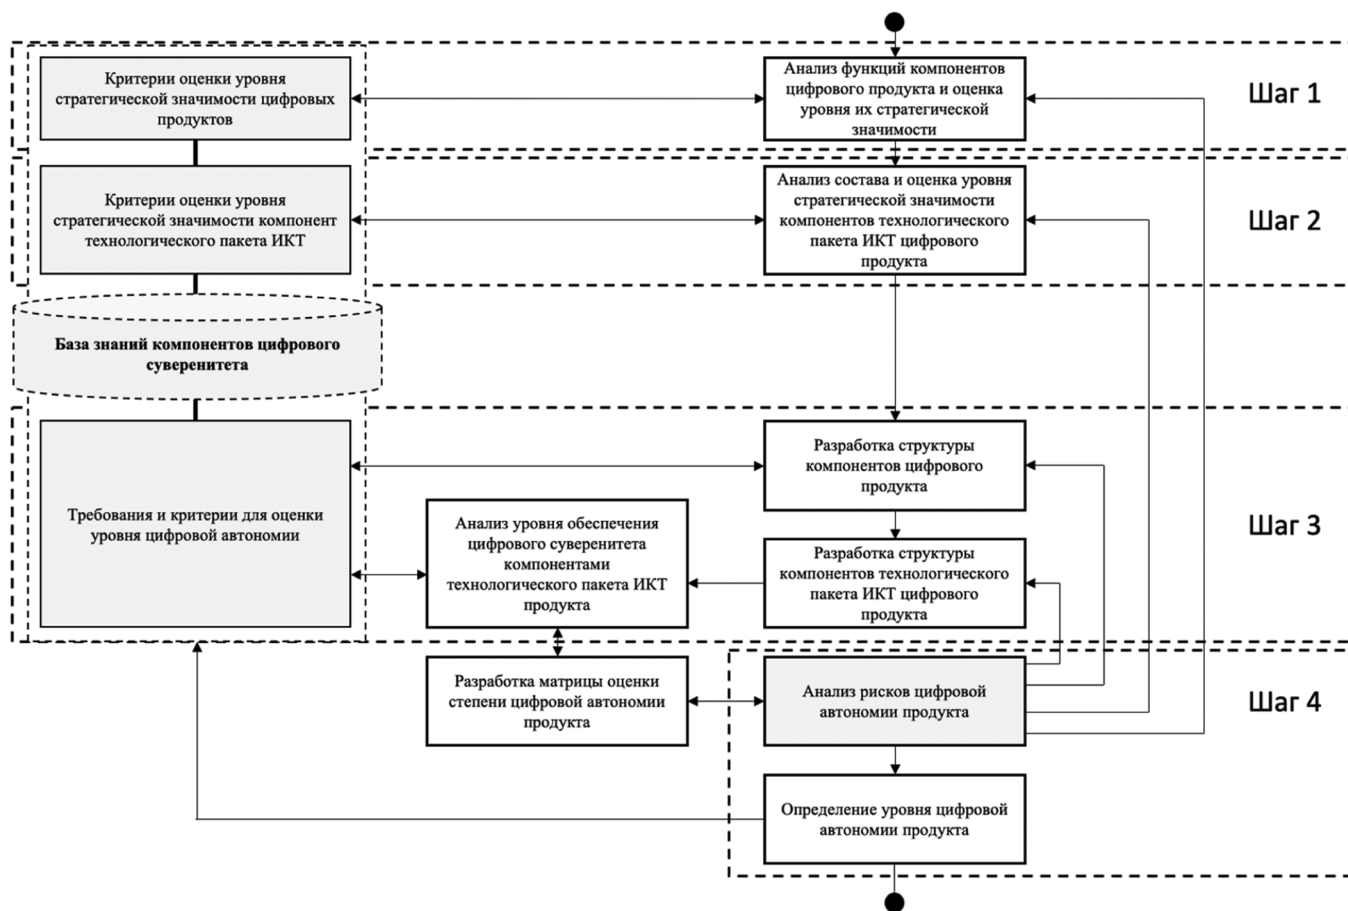 Критерии оценки уровня
стратегической значимости цифровых
продуктов
Анализ функций компонентов
цифрового продукта и оценка
уровня их стратегической
значимости
Шаг 1
Критерии оценки уровня
стратегической значимости компонент
технологического пакета ИКТ
Анализ состава и оценка уровня
стратегической значимости
компонентов технологического
пакета ИКТ цифрового
продукта
Шаг 2
База знаний компонентов цифрового
суверенитета
Требования и критерии для оценки
уровня цифровой автономии
Разработка структуры
компонентов цифрового
продукта
Анализ уровня обеспечения
цифрового суверенитета
компонентами
технологического пакета ИКТ
продукта
Разработка структуры
компонентов технологического
пакета ИКТ цифрового
продукта
Шаг 3
Разработка матрицы оценки
степени цифровой автономии
продукта
Анализ рисков цифровой
автономии продукта
Шаг 4
Определение уровня цифровой
автономии продукта